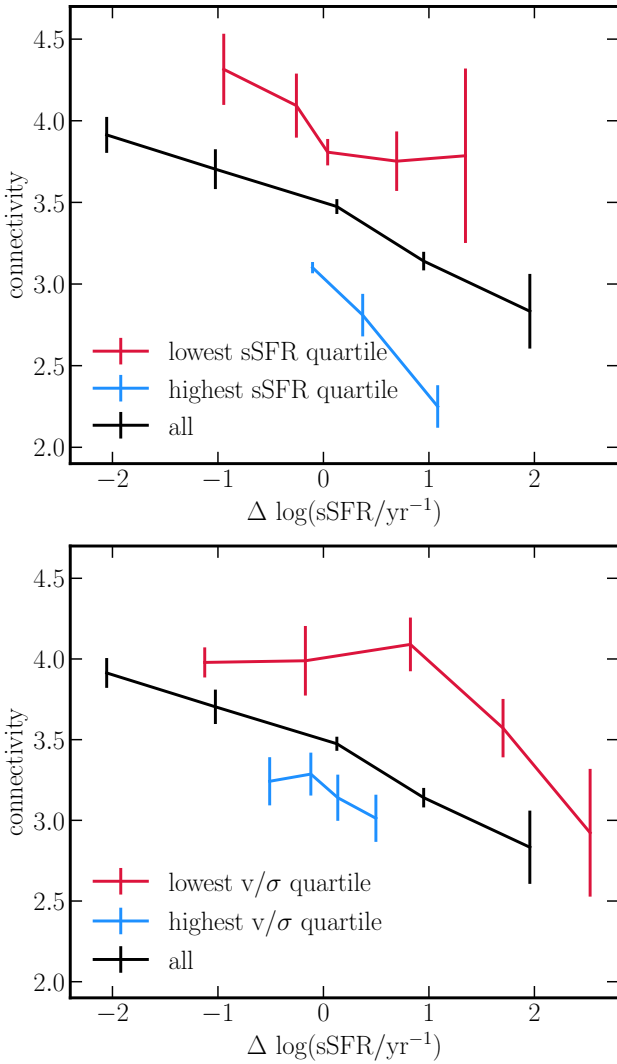 4.5
4.0
3.5
3.0
2.5
2.0
connectivity
lowest sSFR quartile
highest sSFR quartile
all
−2 −1 0 1 2
Δ log(sSFR/yr⁻¹)
4.5
4.0
3.5
3.0
2.5
2.0
connectivity
lowest v/σ quartile
highest v/σ quartile
all
−2 −1 0 1 2
Δ log(sSFR/yr⁻¹)